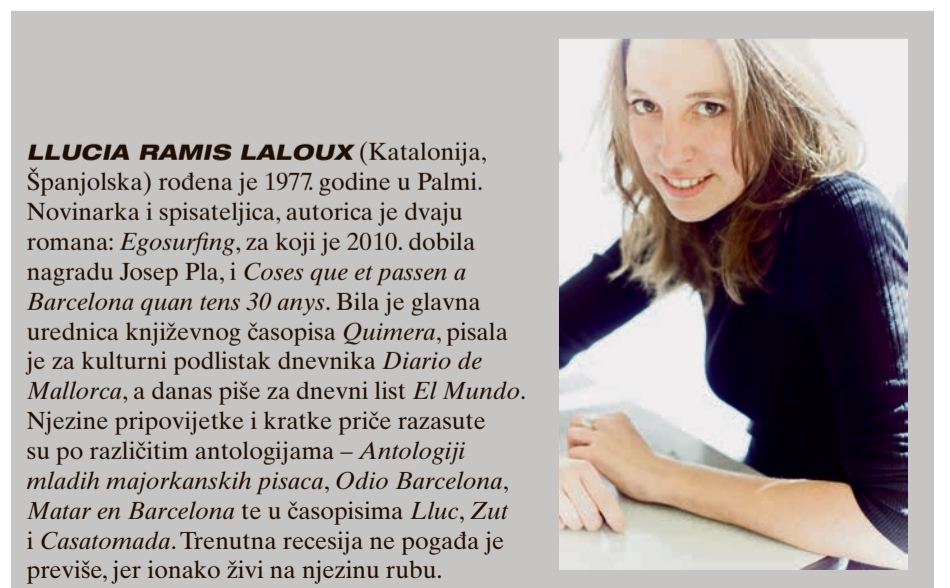 LLUCIA RAMIS LALOUX (Katalonija,
Španjolska) rođena je 1977. godine u Palmi.
Novinarka i spisateljica, autorica je dvaju
romana: Egosurfing, za koji je 2010. dobila
nagradu Josep Pla, i Coses que et passen a
Barcelona quan tens 30 anys. Bila je glavna
urednica književnog časopisa Quimera, pisala
je za kulturni podlistak dnevnika Diario de
Mallorca, a danas piše za dnevni list El Mundo.
Njezine pripovijetke i kratke priče razasute
su po različitim antologijama – Antologiji
mladih majorkanskih pisaca, Odio Barcelona,
Matar en Barcelona te u časopisima Lluc, Zut
i Casatomada. Trenutna recesija ne pogađa je
previše, jer ionako živi na njezinu rubu.